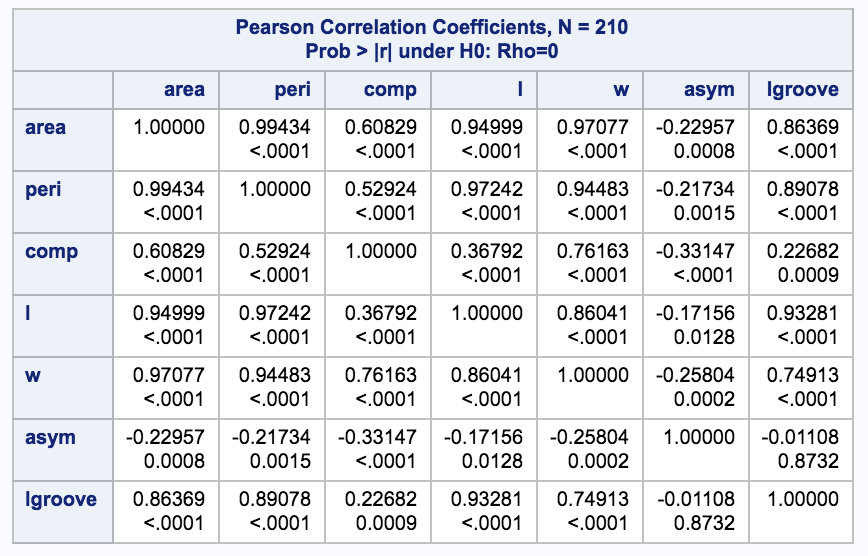 Pearson Correlation Coefficients, N = 210
Prob > |r| under H0: Rho=0
area peri comp l w asym lgroove
area 1.00000 0.99434 0.60829 0.94999 0.97077 -0.22957 0.86369
<.0001 <.0001 <.0001 <.0001 0.0008 <.0001
peri 0.99434 1.00000 0.52924 0.97242 0.94483 -0.21734 0.89078
<.0001 <.0001 <.0001 <.0001 0.0015 <.0001
comp 0.60829 0.52924 1.00000 0.36792 0.76163 -0.33147 0.22682
<.0001 <.0001 <.0001 <.0001 <.0001 0.0009
l 0.94999 0.97242 0.36792 1.00000 0.86041 -0.17156 0.93281
<.0001 <.0001 <.0001 <.0001 0.0128 <.0001
w 0.97077 0.94483 0.76163 0.86041 1.00000 -0.25804 0.74913
<.0001 <.0001 <.0001 <.0001 0.0002 <.0001
asym -0.22957 -0.21734 -0.33147 -0.17156 -0.25804 1.00000 -0.01108
0.0008 0.0015 <.0001 0.0128 0.0002 0.8732
lgroove 0.86369 0.89078 0.22682 0.93281 0.74913 -0.01108 1.00000
<.0001 <.0001 0.0009 <.0001 <.0001 0.8732